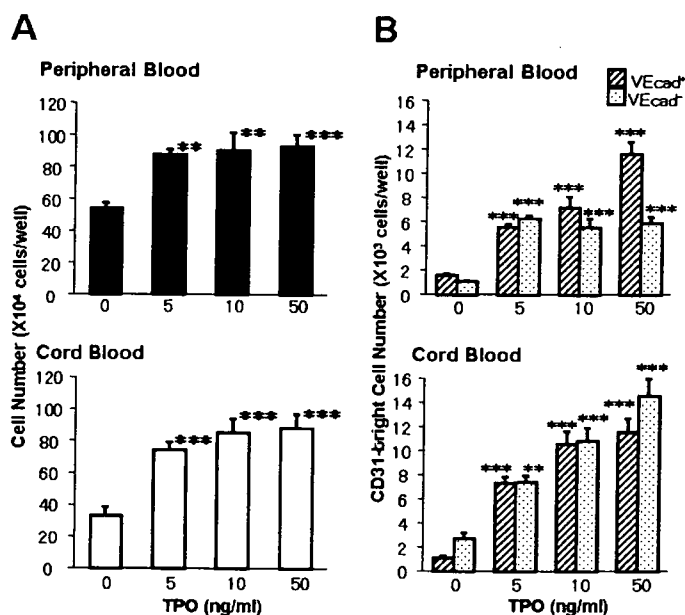 A
Peripheral Blood
120
100
80
60
40
20
0
** ** ***
0 5 10 50
Cord Blood
120
100
80
60
40
20
0
*** *** ***
0 5 10 50
TPO (ng/ml)
Cell Number (X10⁴ cells/well)
B
Peripheral Blood
VEcad⁺
VEcad⁻
16
14
12
10
8
6
4
2
0
*** *** *** *** *** ***
0 5 10 50
Cord Blood
16
14
12
10
8
6
4
2
0
*** ** *** *** *** ***
0 5 10 50
TPO (ng/ml)
CD31-bright Cell Number (X10³ cells/well)